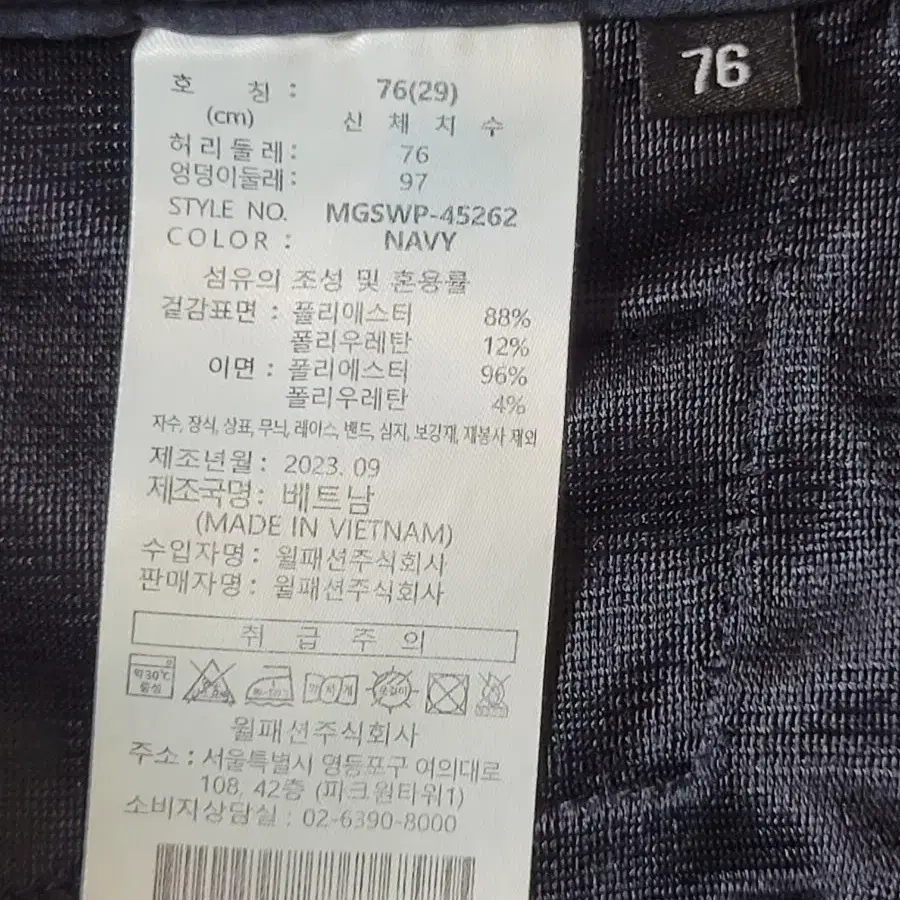 76
호 칭 : 76(29)
(cm) 신 체 치 수
허리둘레: 76
엉덩이둘레: 97
STYLE NO. MGSWP-45262
COLOR : NAVY
섬유의 조성 및 혼용률
겉감표면 : 폴리에스터 88%
폴리우레탄 12%
이면 : 폴리에스터 96%
폴리우레탄 4%
자수, 장식, 상표, 무늬, 레이스, 밴드, 심지, 보강재, 재봉사 제외
제조년월: 2023. 09
제조국명: 베트남
(MADE IN VIETNAM)
수입자명: 월패션주식회사
판매자명: 월패션주식회사
취 급 주 의
약30℃
중성
월패션주식회사
주소 : 서울특별시 영등포구 여의대로
108, 42층 (파크원타워1)
소비자상담실 : 02-6390-8000